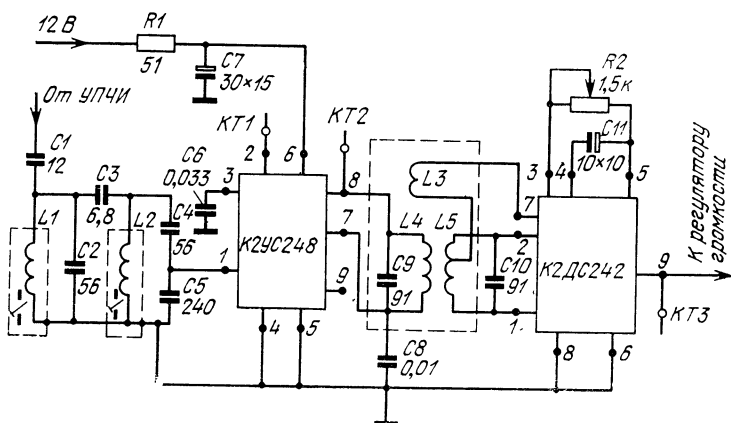 12 В
R1
51
C7
30×15
От УПЧИ
C1
12
C3
6,8
L1
C2
56
L2
C4
56
C5
240
C6
0,033
3
КТ1
2
6
КТ2
8
7
9
1
К2УС248
4
5
C9
91
L4
L3
L5
C10
91
C8
0,01
R2
1,5к
C11
10×10
3
4
5
7
2
1
К2ДС242
8
6
9
КТ3
К регулятору
громкости